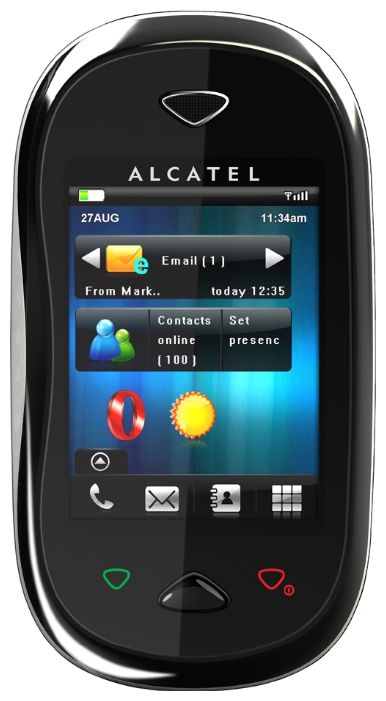 ALCATEL
27AUG 11:34am
Email ( 1 )
From Mark.. today 12:35
Contacts Set
online presenc
( 100 )